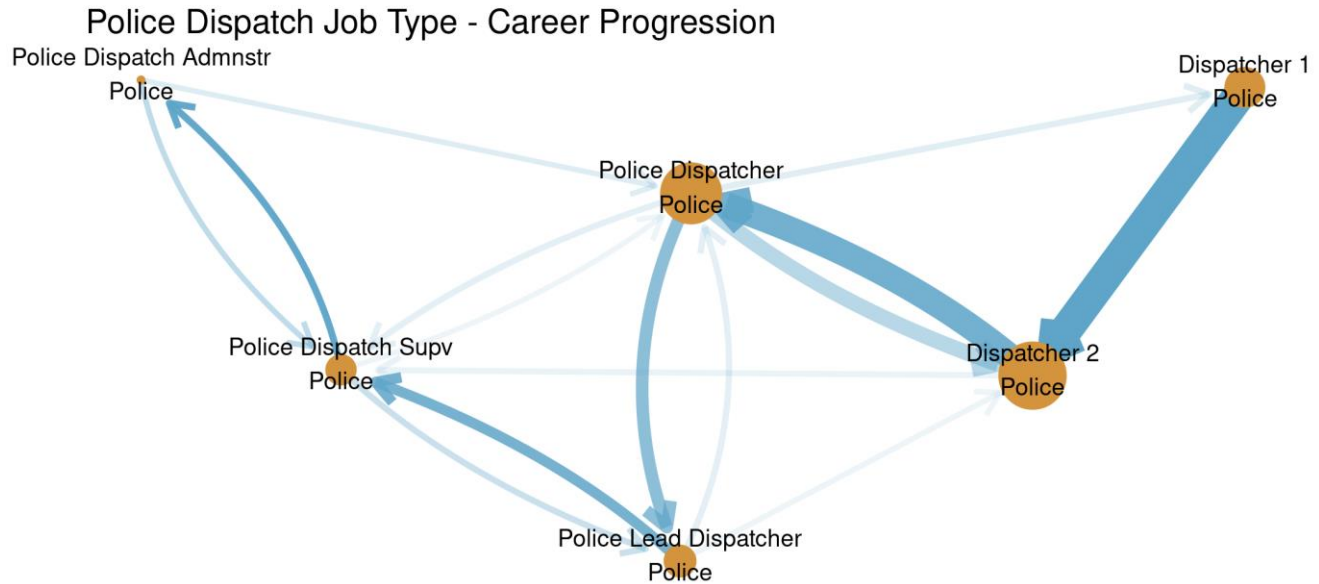 Police Dispatch Job Type - Career Progression
Police Dispatch Admnstr
Police
Dispatcher 1
Police
Police Dispatcher
Police
Police Dispatch Supv
Police
Dispatcher 2
Police
Police Lead Dispatcher
Police